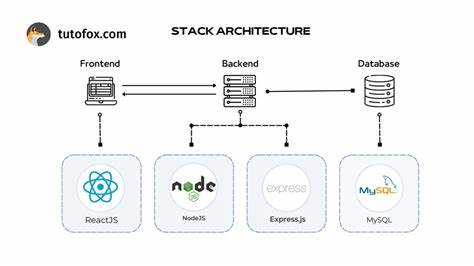 tutofox.com
STACK ARCHITECTURE
Frontend
Backend
Database
node
JS
express
MySQL
ReactJS
NodeJS
Express.js
MySQL